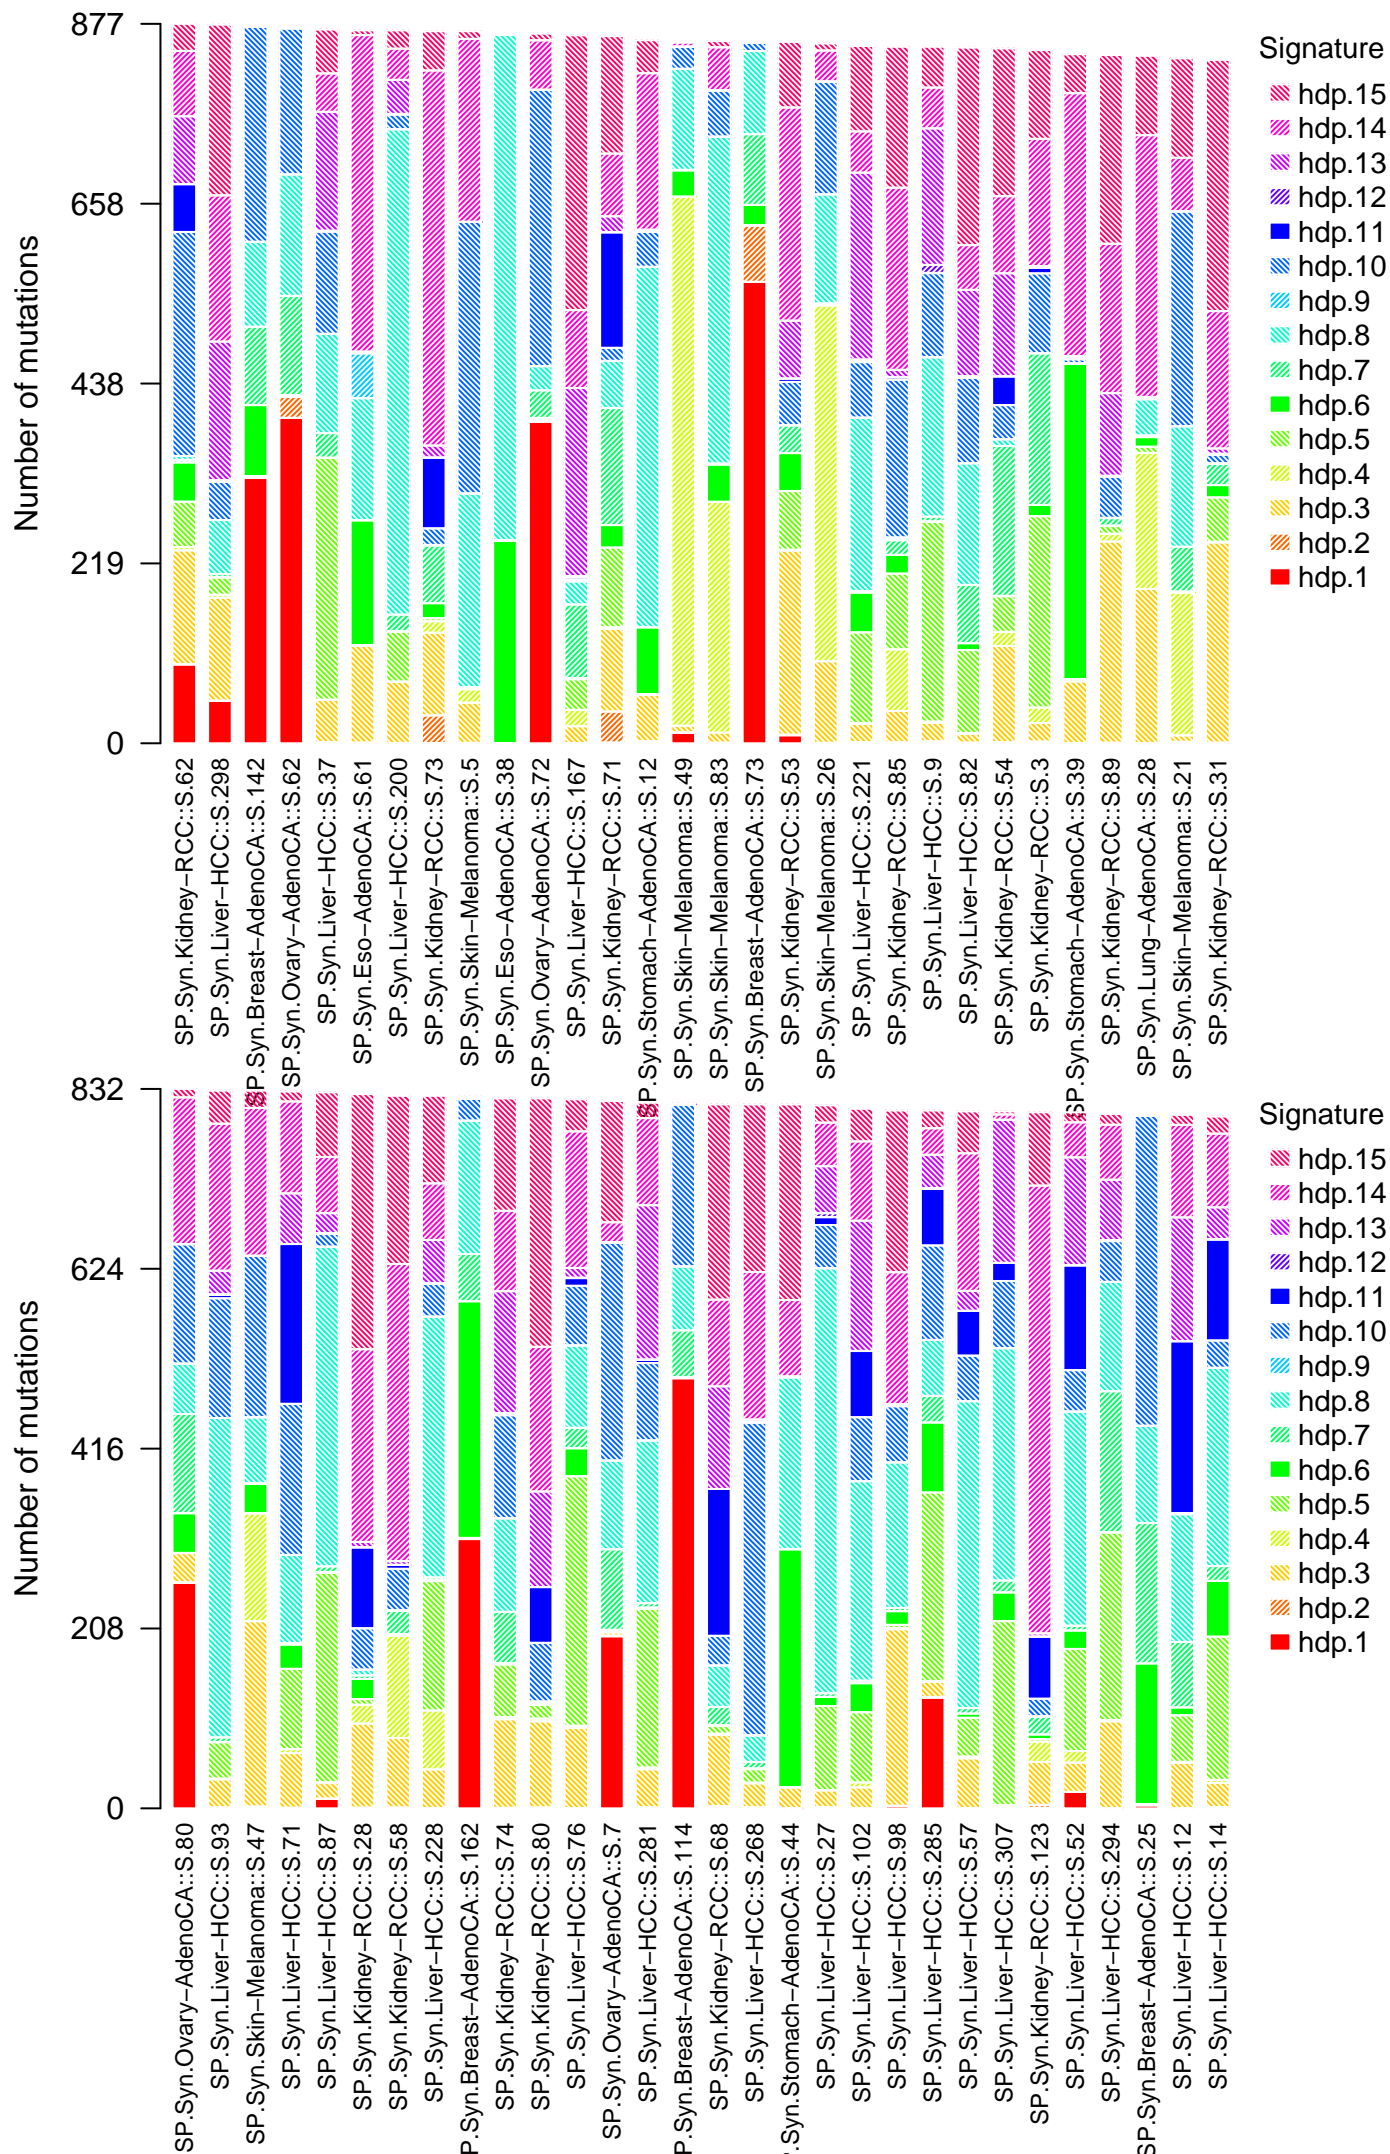 Number of mutations
877
658
438
219
0
SP.Syn.Kidney−RCC::S.62
SP.Syn.Liver−HCC::S.298
SP.Syn.Breast−AdenoCA::S.142
SP.Syn.Ovary−AdenoCA::S.62
SP.Syn.Liver−HCC::S.37
SP.Syn.Eso−AdenoCA::S.61
SP.Syn.Liver−HCC::S.200
SP.Syn.Kidney−RCC::S.73
SP.Syn.Skin−Melanoma::S.5
SP.Syn.Eso−AdenoCA::S.38
SP.Syn.Ovary−AdenoCA::S.72
SP.Syn.Liver−HCC::S.167
SP.Syn.Kidney−RCC::S.71
SP.Syn.Stomach−AdenoCA::S.12
SP.Syn.Skin−Melanoma::S.49
SP.Syn.Skin−Melanoma::S.83
SP.Syn.Breast−AdenoCA::S.73
SP.Syn.Kidney−RCC::S.53
SP.Syn.Skin−Melanoma::S.26
SP.Syn.Liver−HCC::S.221
SP.Syn.Kidney−RCC::S.85
SP.Syn.Liver−HCC::S.9
SP.Syn.Liver−HCC::S.82
SP.Syn.Kidney−RCC::S.54
SP.Syn.Kidney−RCC::S.3
SP.Syn.Stomach−AdenoCA::S.39
SP.Syn.Kidney−RCC::S.89
SP.Syn.Lung−AdenoCA::S.28
SP.Syn.Skin−Melanoma::S.21
SP.Syn.Kidney−RCC::S.31
Signature
hdp.15
hdp.14
hdp.13
hdp.12
hdp.11
hdp.10
hdp.9
hdp.8
hdp.7
hdp.6
hdp.5
hdp.4
hdp.3
hdp.2
hdp.1
Number of mutations
832
624
416
208
0
SP.Syn.Ovary−AdenoCA::S.80
SP.Syn.Liver−HCC::S.93
SP.Syn.Skin−Melanoma::S.47
SP.Syn.Liver−HCC::S.71
SP.Syn.Liver−HCC::S.87
SP.Syn.Kidney−RCC::S.28
SP.Syn.Kidney−RCC::S.58
SP.Syn.Liver−HCC::S.228
P.Syn.Breast−AdenoCA::S.162
SP.Syn.Kidney−RCC::S.74
SP.Syn.Kidney−RCC::S.80
SP.Syn.Liver−HCC::S.76
SP.Syn.Ovary−AdenoCA::S.7
SP.Syn.Liver−HCC::S.281
P.Syn.Breast−AdenoCA::S.114
SP.Syn.Kidney−RCC::S.68
SP.Syn.Liver−HCC::S.268
.Syn.Stomach−AdenoCA::S.44
SP.Syn.Liver−HCC::S.27
SP.Syn.Liver−HCC::S.102
SP.Syn.Liver−HCC::S.98
SP.Syn.Liver−HCC::S.285
SP.Syn.Liver−HCC::S.57
SP.Syn.Liver−HCC::S.307
SP.Syn.Kidney−RCC::S.123
SP.Syn.Liver−HCC::S.52
SP.Syn.Liver−HCC::S.294
SP.Syn.Breast−AdenoCA::S.25
SP.Syn.Liver−HCC::S.12
SP.Syn.Liver−HCC::S.14
Signature
hdp.15
hdp.14
hdp.13
hdp.12
hdp.11
hdp.10
hdp.9
hdp.8
hdp.7
hdp.6
hdp.5
hdp.4
hdp.3
hdp.2
hdp.1